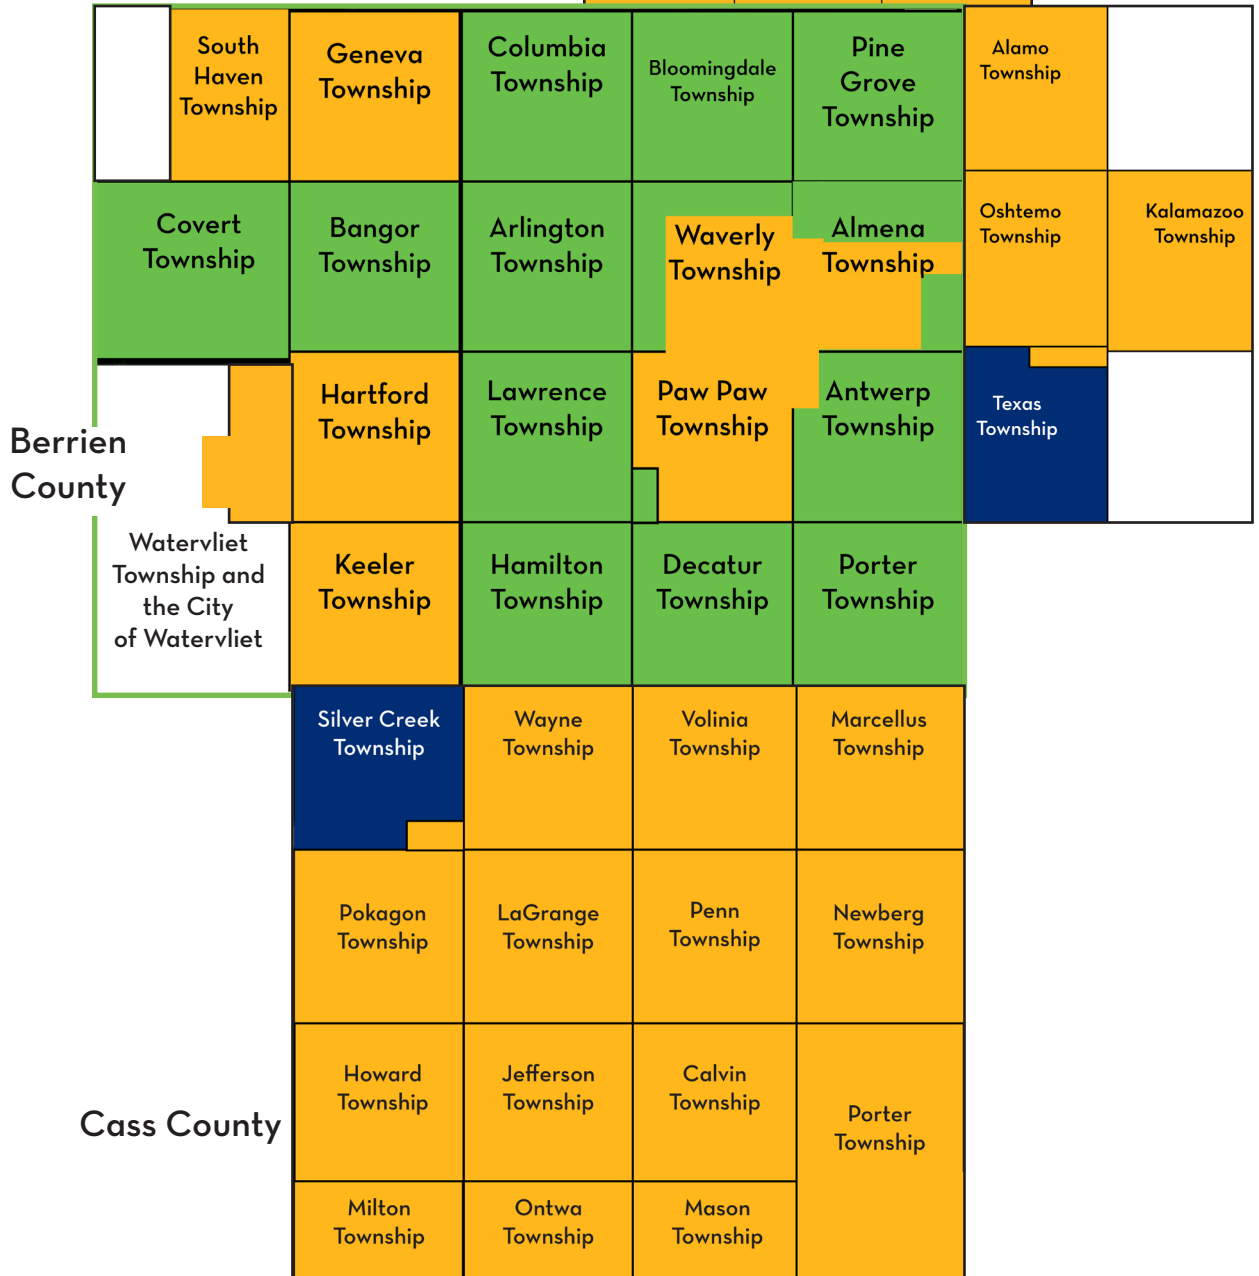 South
Haven
Township
Geneva
Township
Columbia
Township
Bloomingdale
Township
Pine
Grove
Township
Alamo
Township
Covert
Township
Bangor
Township
Arlington
Township
Waverly
Township
Almena
Township
Oshtemo
Township
Kalamazoo
Township
Berrien
County
Hartford
Township
Lawrence
Township
Paw Paw
Township
Antwerp
Township
Texas
Township
Watervliet
Township and
the City
of Watervliet
Keeler
Township
Hamilton
Township
Decatur
Township
Porter
Township
Silver Creek
Township
Wayne
Township
Volinia
Township
Marcellus
Township
Pokagon
Township
LaGrange
Township
Penn
Township
Newberg
Township
Cass County
Howard
Township
Jefferson
Township
Calvin
Township
Porter
Township
Milton
Township
Ontwa
Township
Mason
Township